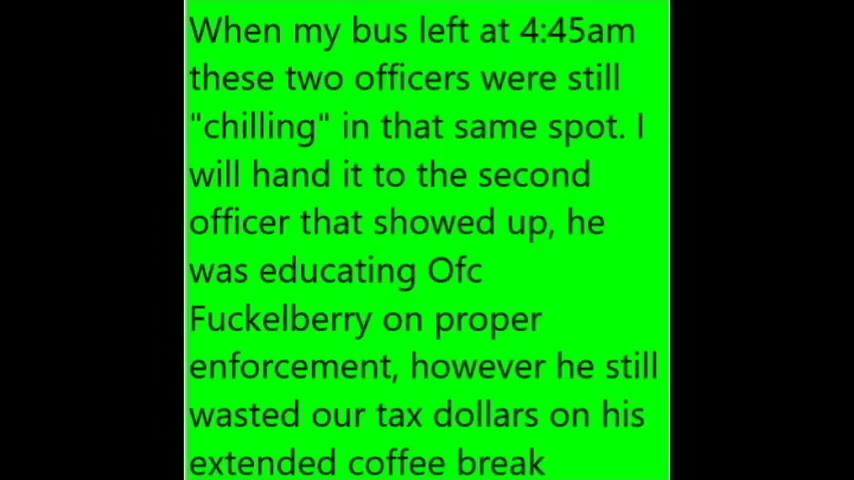 When my bus left at 4:45am
these two officers were still
"chilling" in that same spot. I
will hand it to the second
officer that showed up, he
was educating Ofc
Fuckelberry on proper
enforcement, however he still
wasted our tax dollars on his
extended coffee break